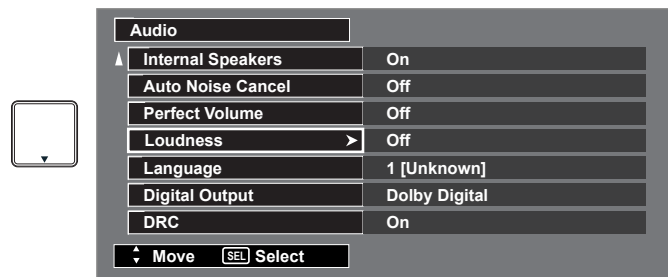 Audio
Internal Speakers On
Auto Noise Cancel Off
Perfect Volume Off
Loudness Off
Language 1 [Unknown]
Digital Output Dolby Digital
DRC On
Move SEL Select